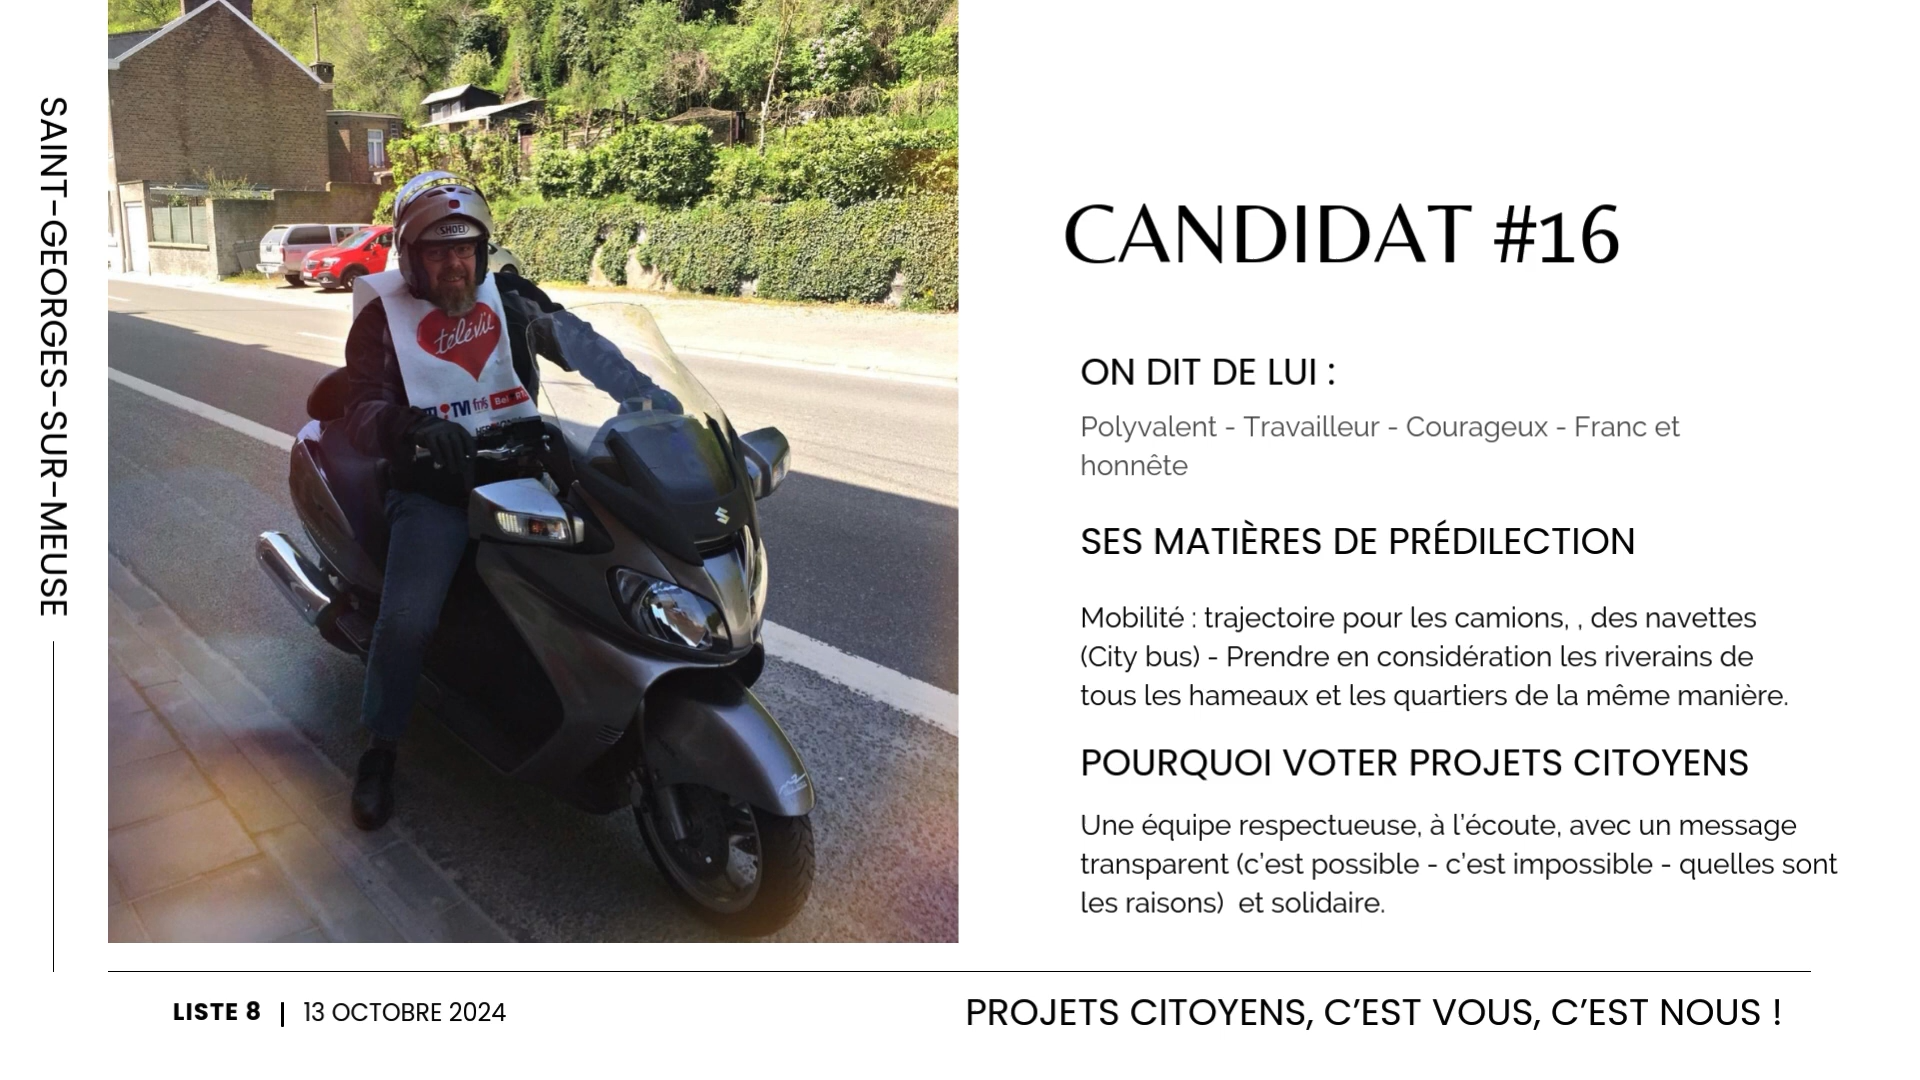 SAINT-GEORGES-SUR-MEUSE
SHOEI
télévie
TVI fnrs Bel RT
CANDIDAT #16
ON DIT DE LUI :
Polyvalent - Travailleur - Courageux - Franc et
honnête
SES MATIÈRES DE PRÉDILECTION
Mobilité : trajectoire pour les camions, , des navettes
(City bus) - Prendre en considération les riverains de
tous les hameaux et les quartiers de la même manière.
POURQUOI VOTER PROJETS CITOYENS
Une équipe respectueuse, à l’écoute, avec un message
transparent (c’est possible - c’est impossible - quelles sont
les raisons)  et solidaire.
LISTE 8 | 13 OCTOBRE 2024
PROJETS CITOYENS, C’EST VOUS, C’EST NOUS !